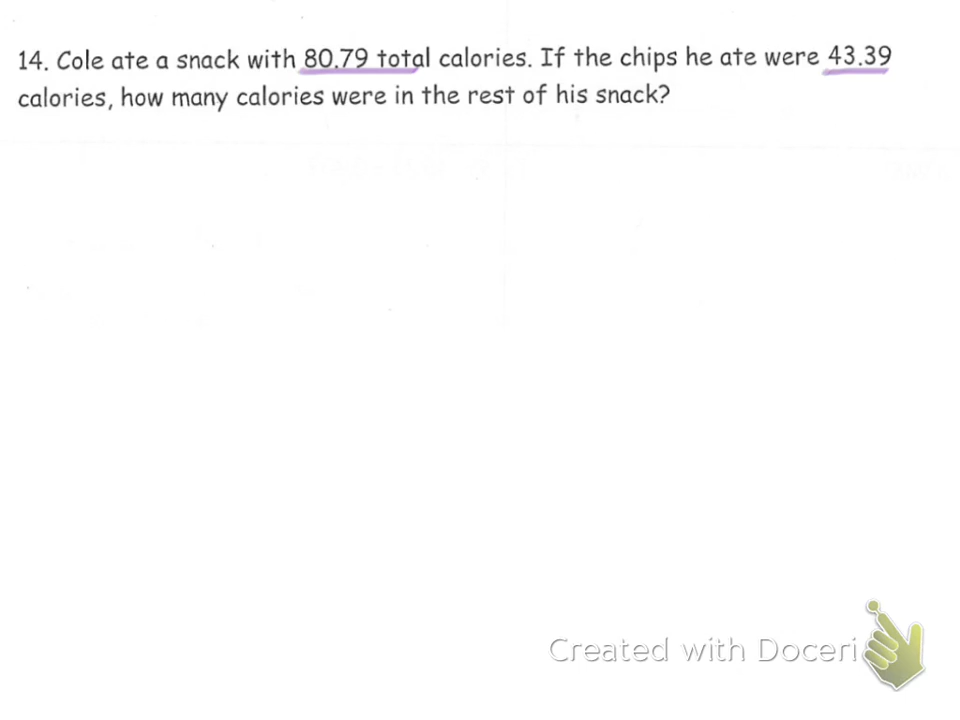 14. Cole ate a snack with 80.79 total calories. If the chips he ate were 43.39
calories, how many calories were in the rest of his snack?
Created with Doceri